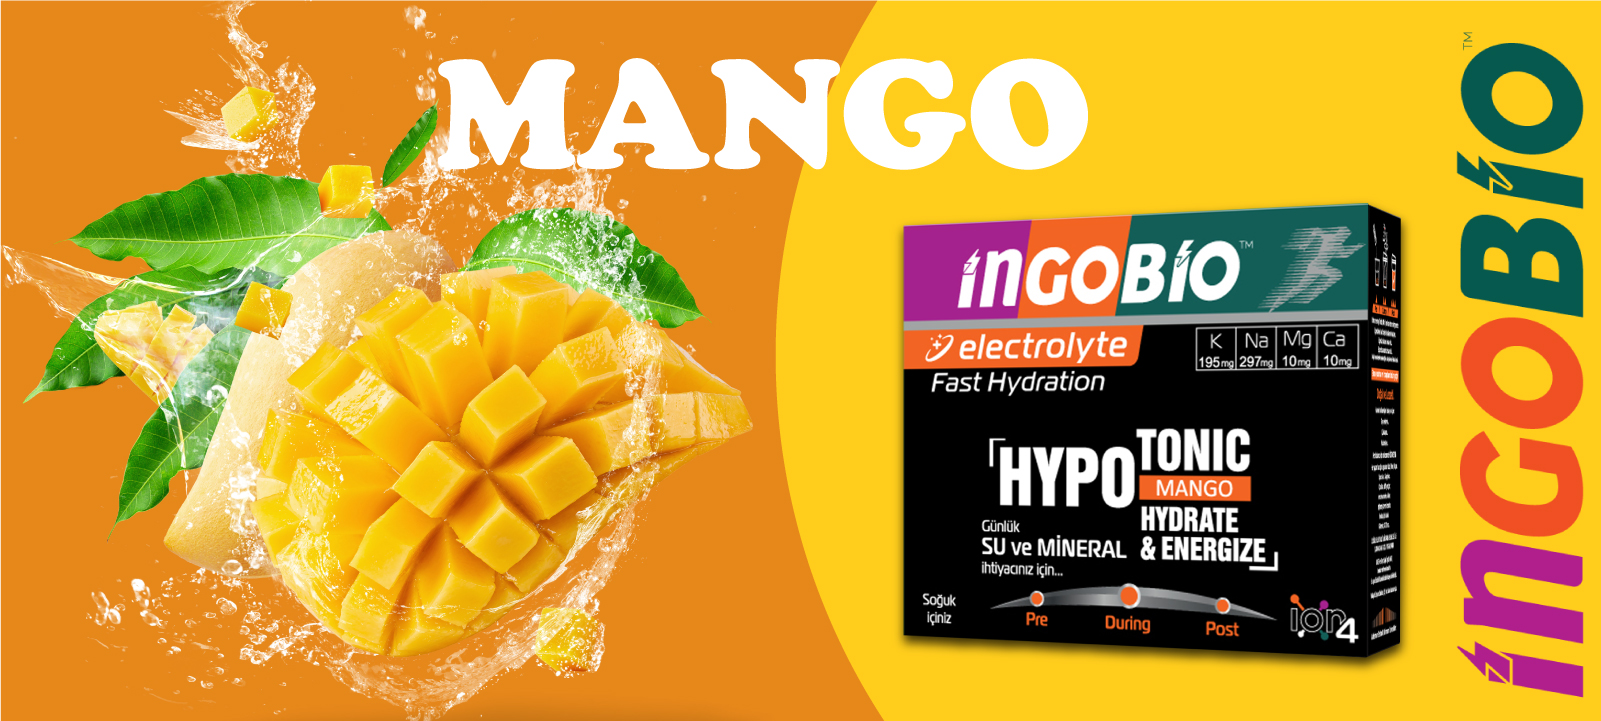 MANGO
iNGOBİO™
electrolyte
Fast Hydration
K Na Mg Ca
195mg 297mg 10mg 10mg
HYPOTONIC
MANGO
HYDRATE
& ENERGIZE
Günlük
SU ve MİNERAL
ihtiyacınız için...
Soğuk
içiniz
Pre During Post
ion4
iNGOBİO™